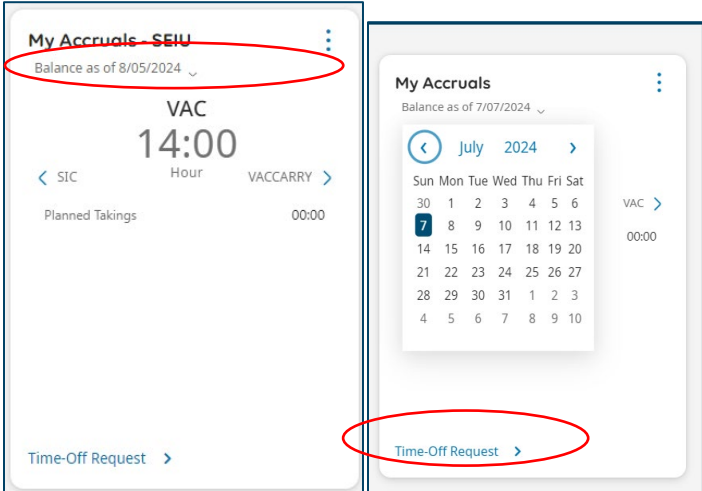 My Accruals - SEIU
Balance as of 8/05/2024
VAC
14:00
Hour
SIC
VACCARRY
Planned Takings 00:00
Time-Off Request
My Accruals
Balance as of 7/07/2024
July 2024
Sun Mon Tue Wed Thu Fri Sat
30 1 2 3 4 5 6
7 8 9 10 11 12 13
14 15 16 17 18 19 20
21 22 23 24 25 26 27
28 29 30 31 1 2 3
4 5 6 7 8 9 10
VAC
00:00
Time-Off Request